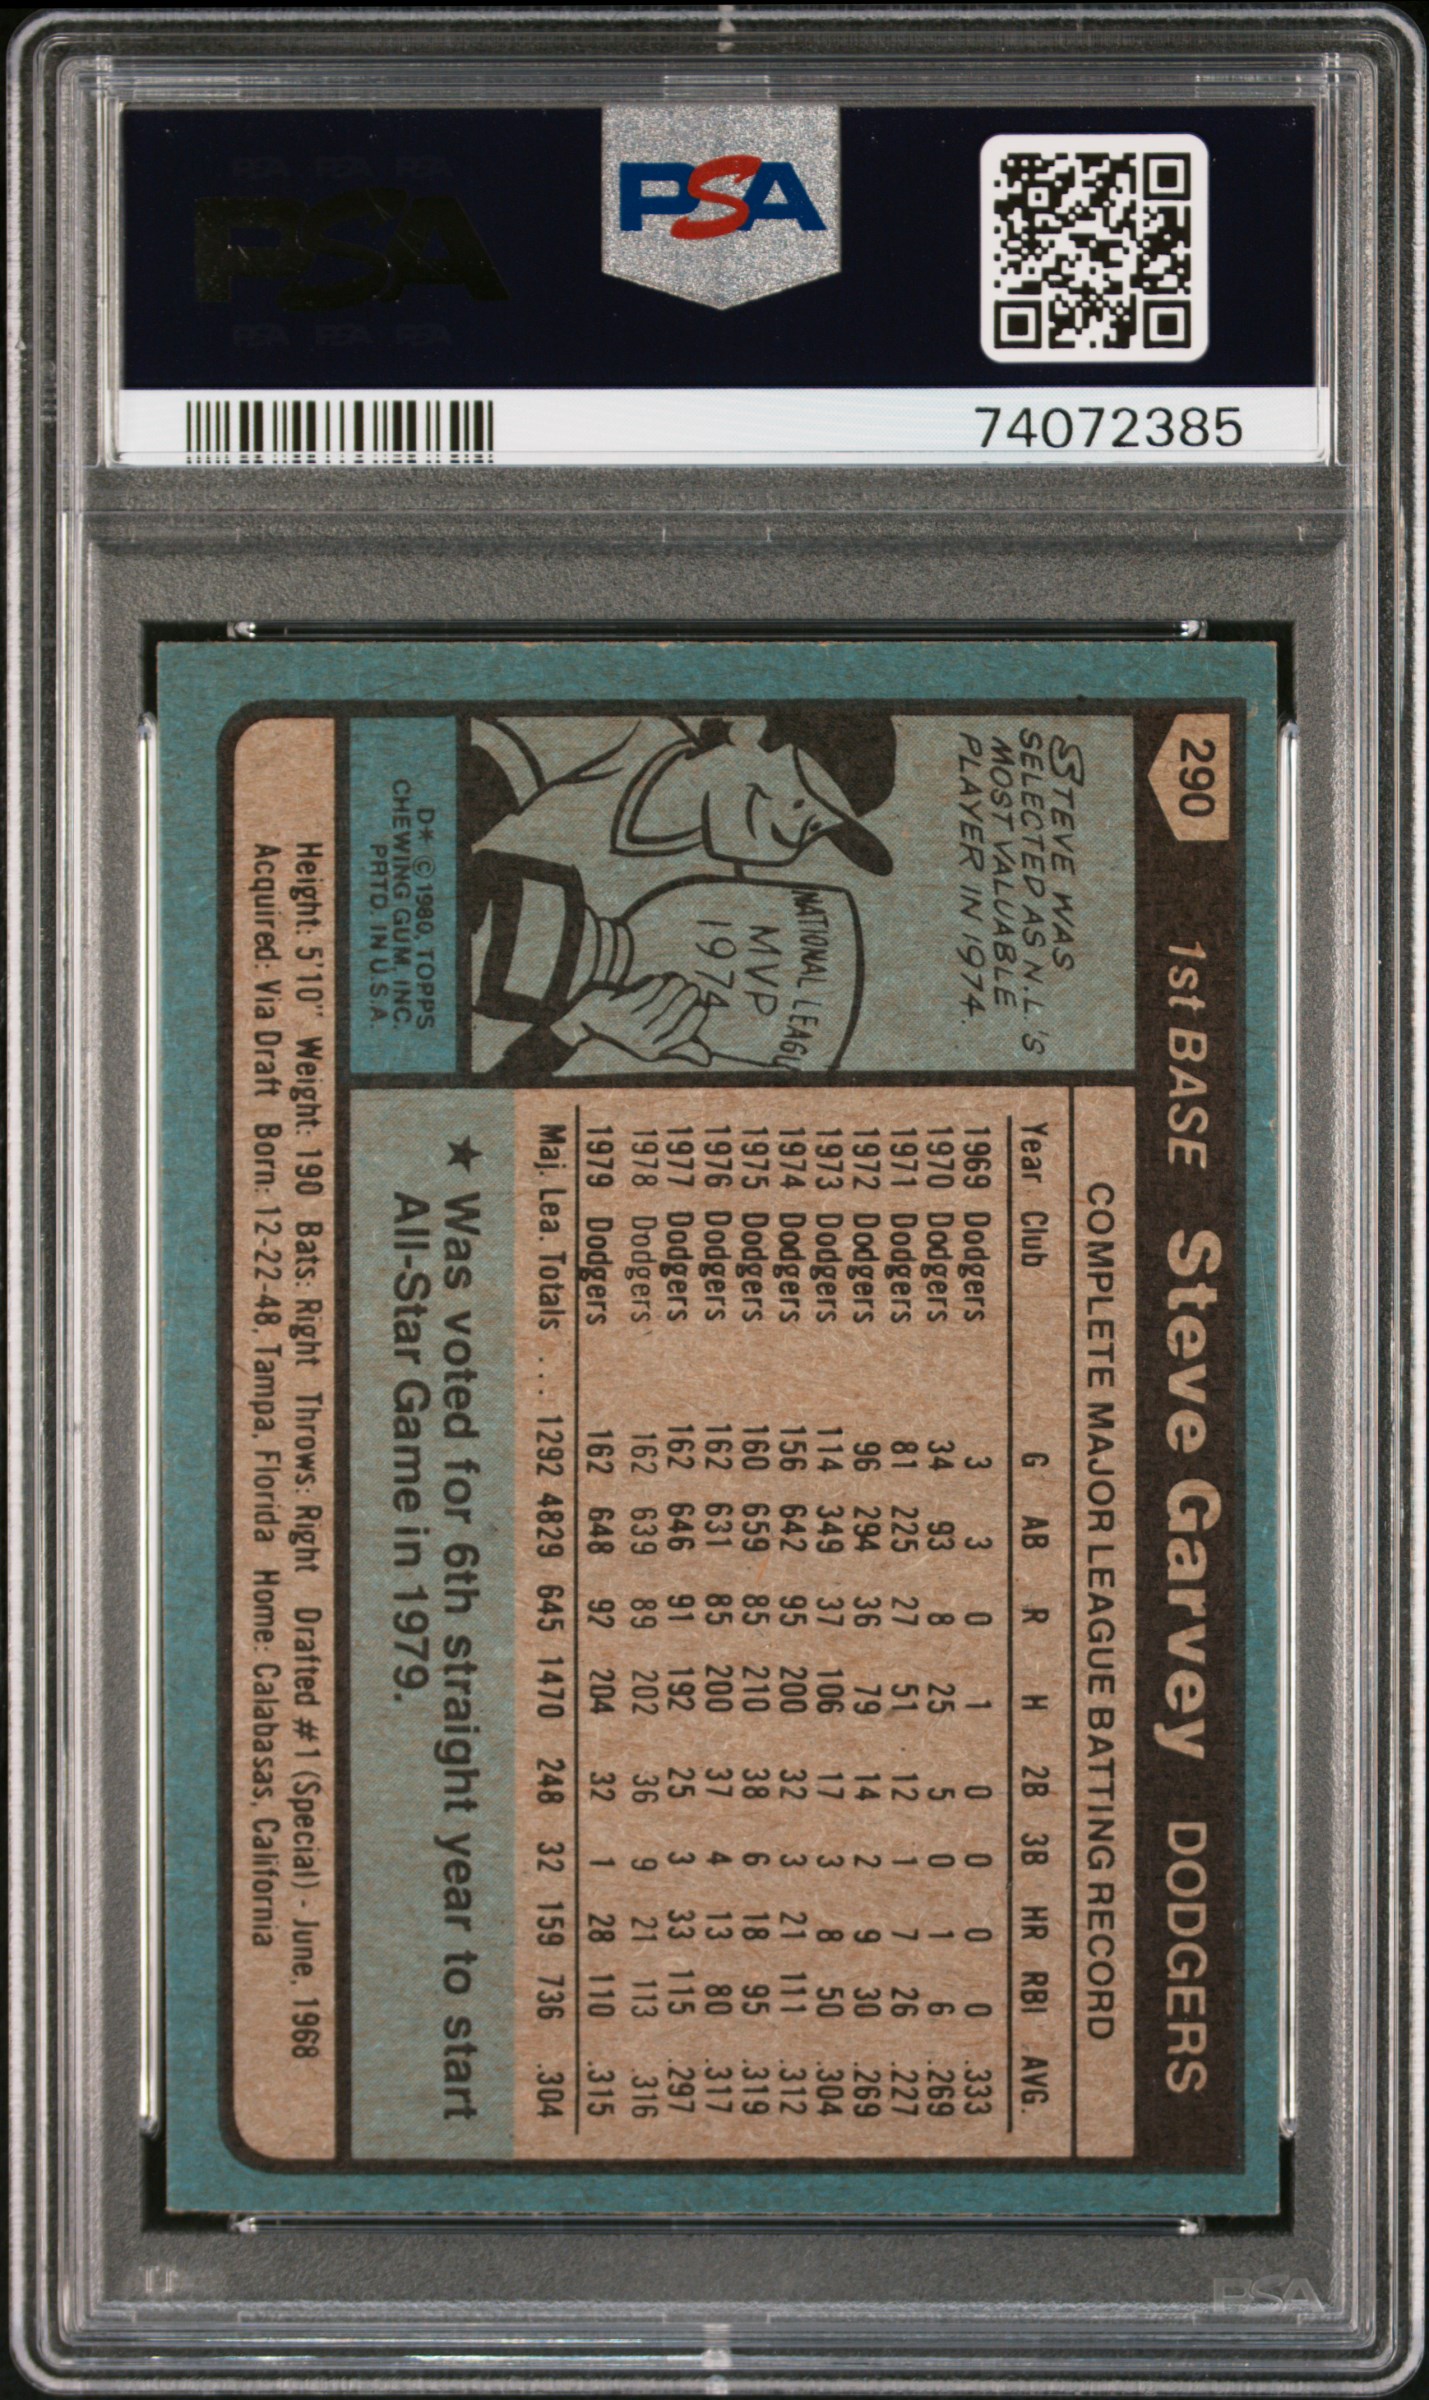 PSA PSA PSA
PSA
PSA PSA PSA
PSA
74072385
290 1st BASE Steve Garvey DODGERS
STEVE WAS
SELECTED AS N.L.'S
MOST VALUABLE
PLAYER IN 1974.
NATIONAL LEAGU
MVP
1974
D* © 1980, TOPPS
CHEWING GUM, INC.
PRTD. IN U.S.A.
COMPLETE MAJOR LEAGUE BATTING RECORD
Year Club G AB R H 2B 3B HR RBI AVG.
1969 Dodgers 3 3 0 1 0 0 0 0 .333
1970 Dodgers 34 93 8 25 5 0 1 6 .269
1971 Dodgers 81 225 27 51 12 1 7 26 .227
1972 Dodgers 96 294 36 79 14 2 9 30 .269
1973 Dodgers 114 349 37 106 17 3 8 50 .304
1974 Dodgers 156 642 95 200 32 3 21 111 .312
1975 Dodgers 160 659 85 210 38 6 18 95 .319
1976 Dodgers 162 631 85 200 37 4 13 80 .317
1977 Dodgers 162 646 91 192 25 3 33 115 .297
1978 Dodgers 162 639 89 202 36 9 21 113 .316
1979 Dodgers 162 648 92 204 32 1 28 110 .315
Maj. Lea. Totals . . . 1292 4829 645 1470 248 32 159 736 .304
★ Was voted for 6th straight year to start
All-Star Game in 1979.
Height: 5'10" Weight: 190 Bats: Right Throws: Right Drafted #1 (Special) - June, 1968
Acquired: Via Draft Born: 12-22-48, Tampa, Florida Home: Calabasas, California
PSA